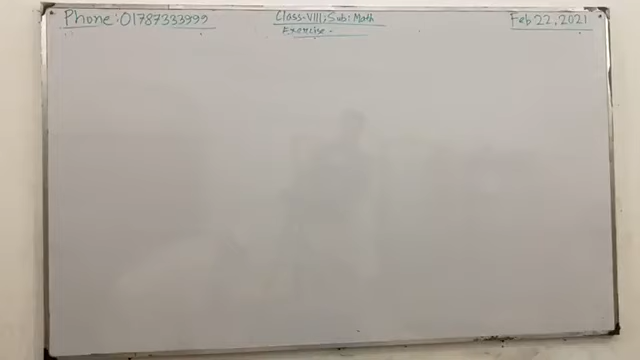 Phone: 01787333999
Class-VIII; Sub: Math
Exercise -
Feb 22, 2021